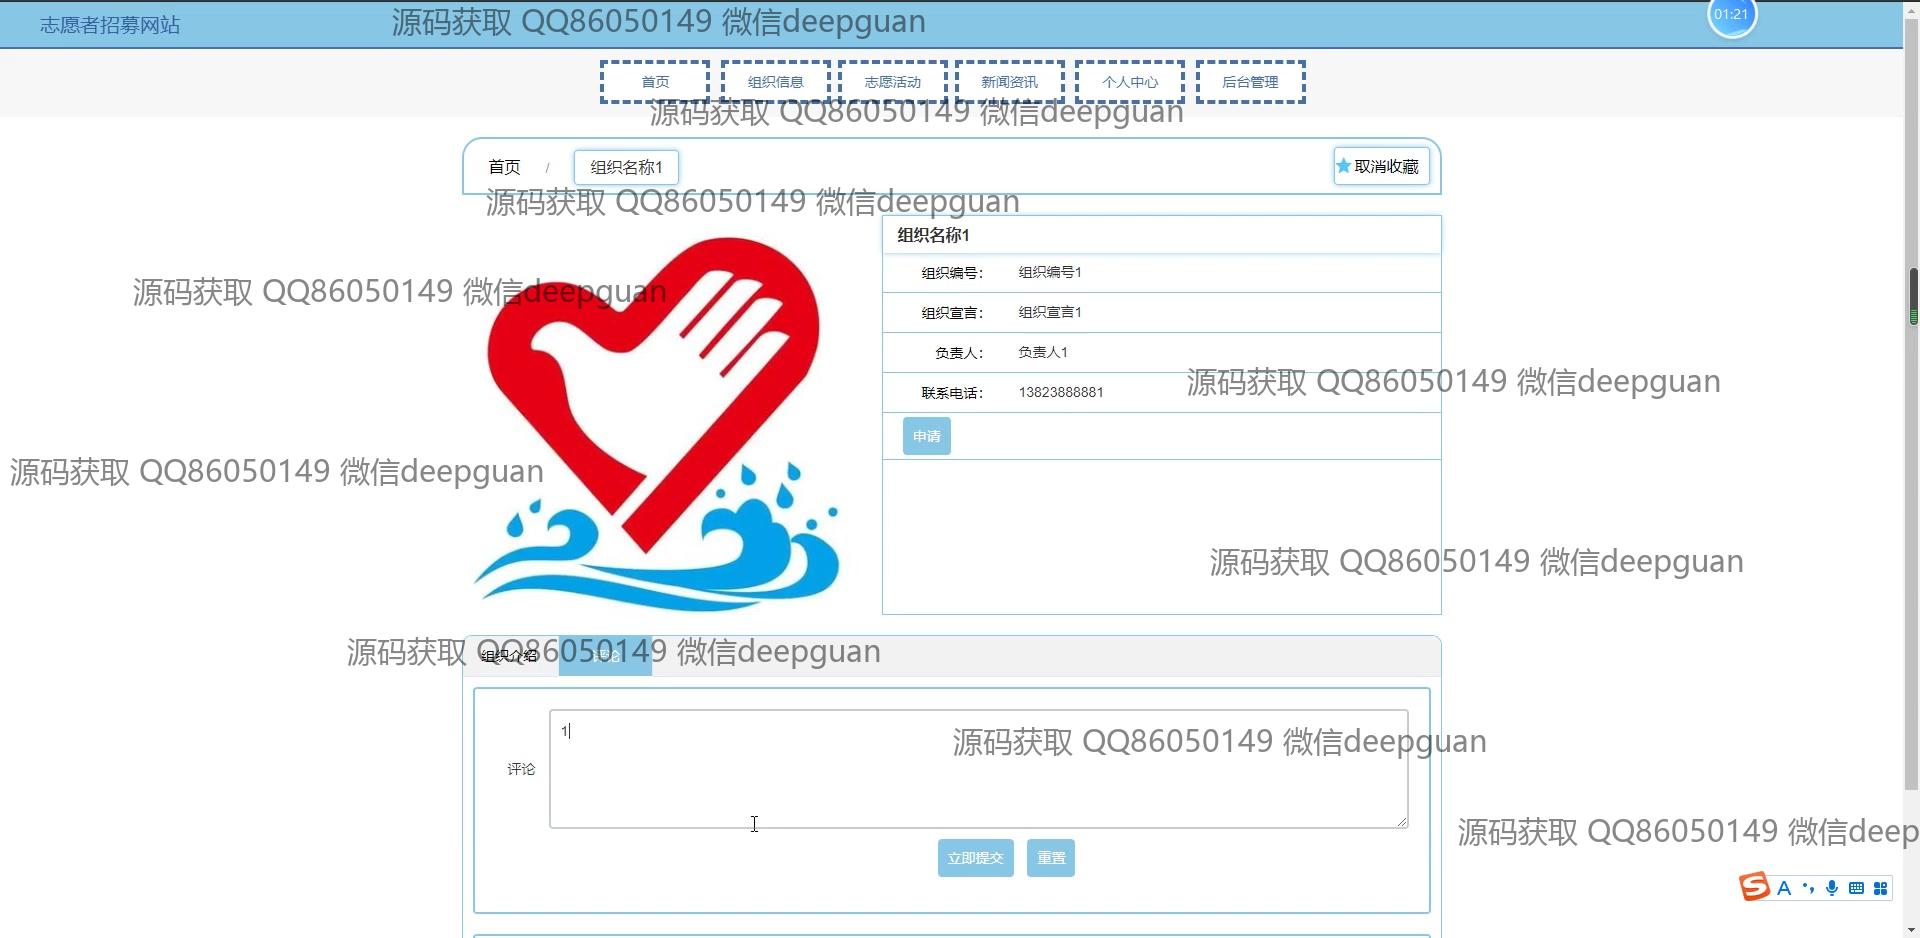 志愿者招募网站
源码获取 QQ86050149 微信deepguan
01:21
首页 组织信息 志愿活动 新闻资讯 个人中心 后台管理
源码获取 QQ86050149 微信deepguan
首页 / 组织名称1 取消收藏
源码获取 QQ86050149 微信deepguan
组织名称1
组织编号: 组织编号1
源码获取 QQ86050149 微信deepguan
组织宣言: 组织宣言1
负责人: 负责人1
源码获取 QQ86050149 微信deepguan
联系电话: 13823888881
申请
源码获取 QQ86050149 微信deepguan
源码获取 QQ86050149 微信deepguan
源码获取 QQ86050149 微信deepguan
组织介绍 评论
1
源码获取 QQ86050149 微信deepguan
评论
源码获取 QQ86050149 微信deep
立即提交 重置
S A